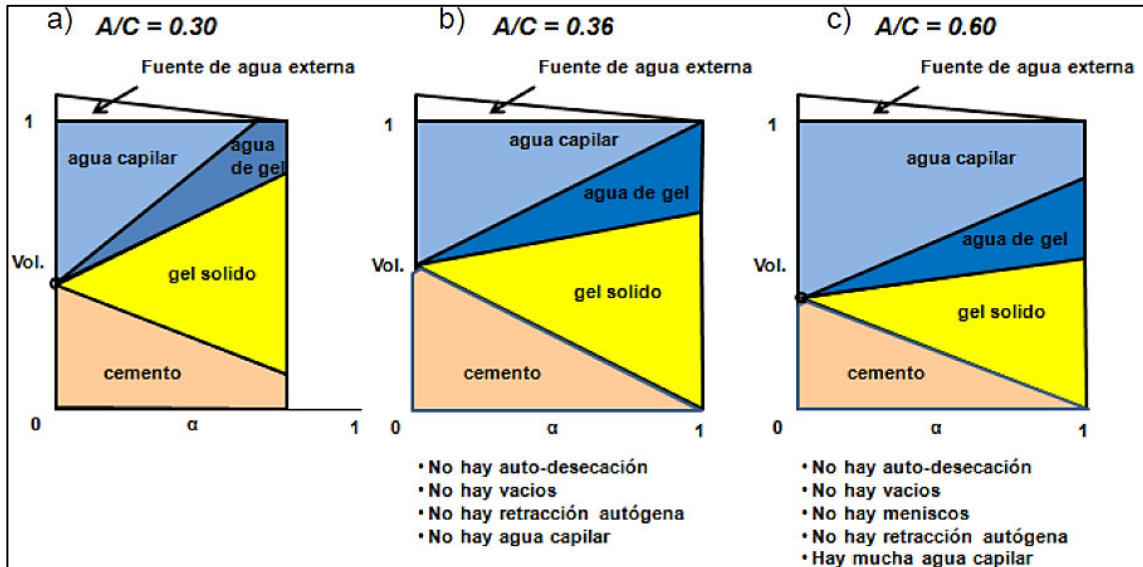 a) A/C = 0.30
Fuente de agua externa
1
agua capilar
agua
de gel
Vol.
gel solido
cemento
0
α
1
b) A/C = 0.36
Fuente de agua externa
1
agua capilar
agua de gel
Vol.
gel solido
cemento
0
α
1
• No hay auto-desecación
• No hay vacios
• No hay retracción autógena
• No hay agua capilar
c) A/C = 0.60
Fuente de agua externa
1
agua capilar
agua de gel
Vol.
gel solido
cemento
0
α
1
• No hay auto-desecación
• No hay vacios
• No hay meniscos
• No hay retracción autógena
• Hay mucha agua capilar